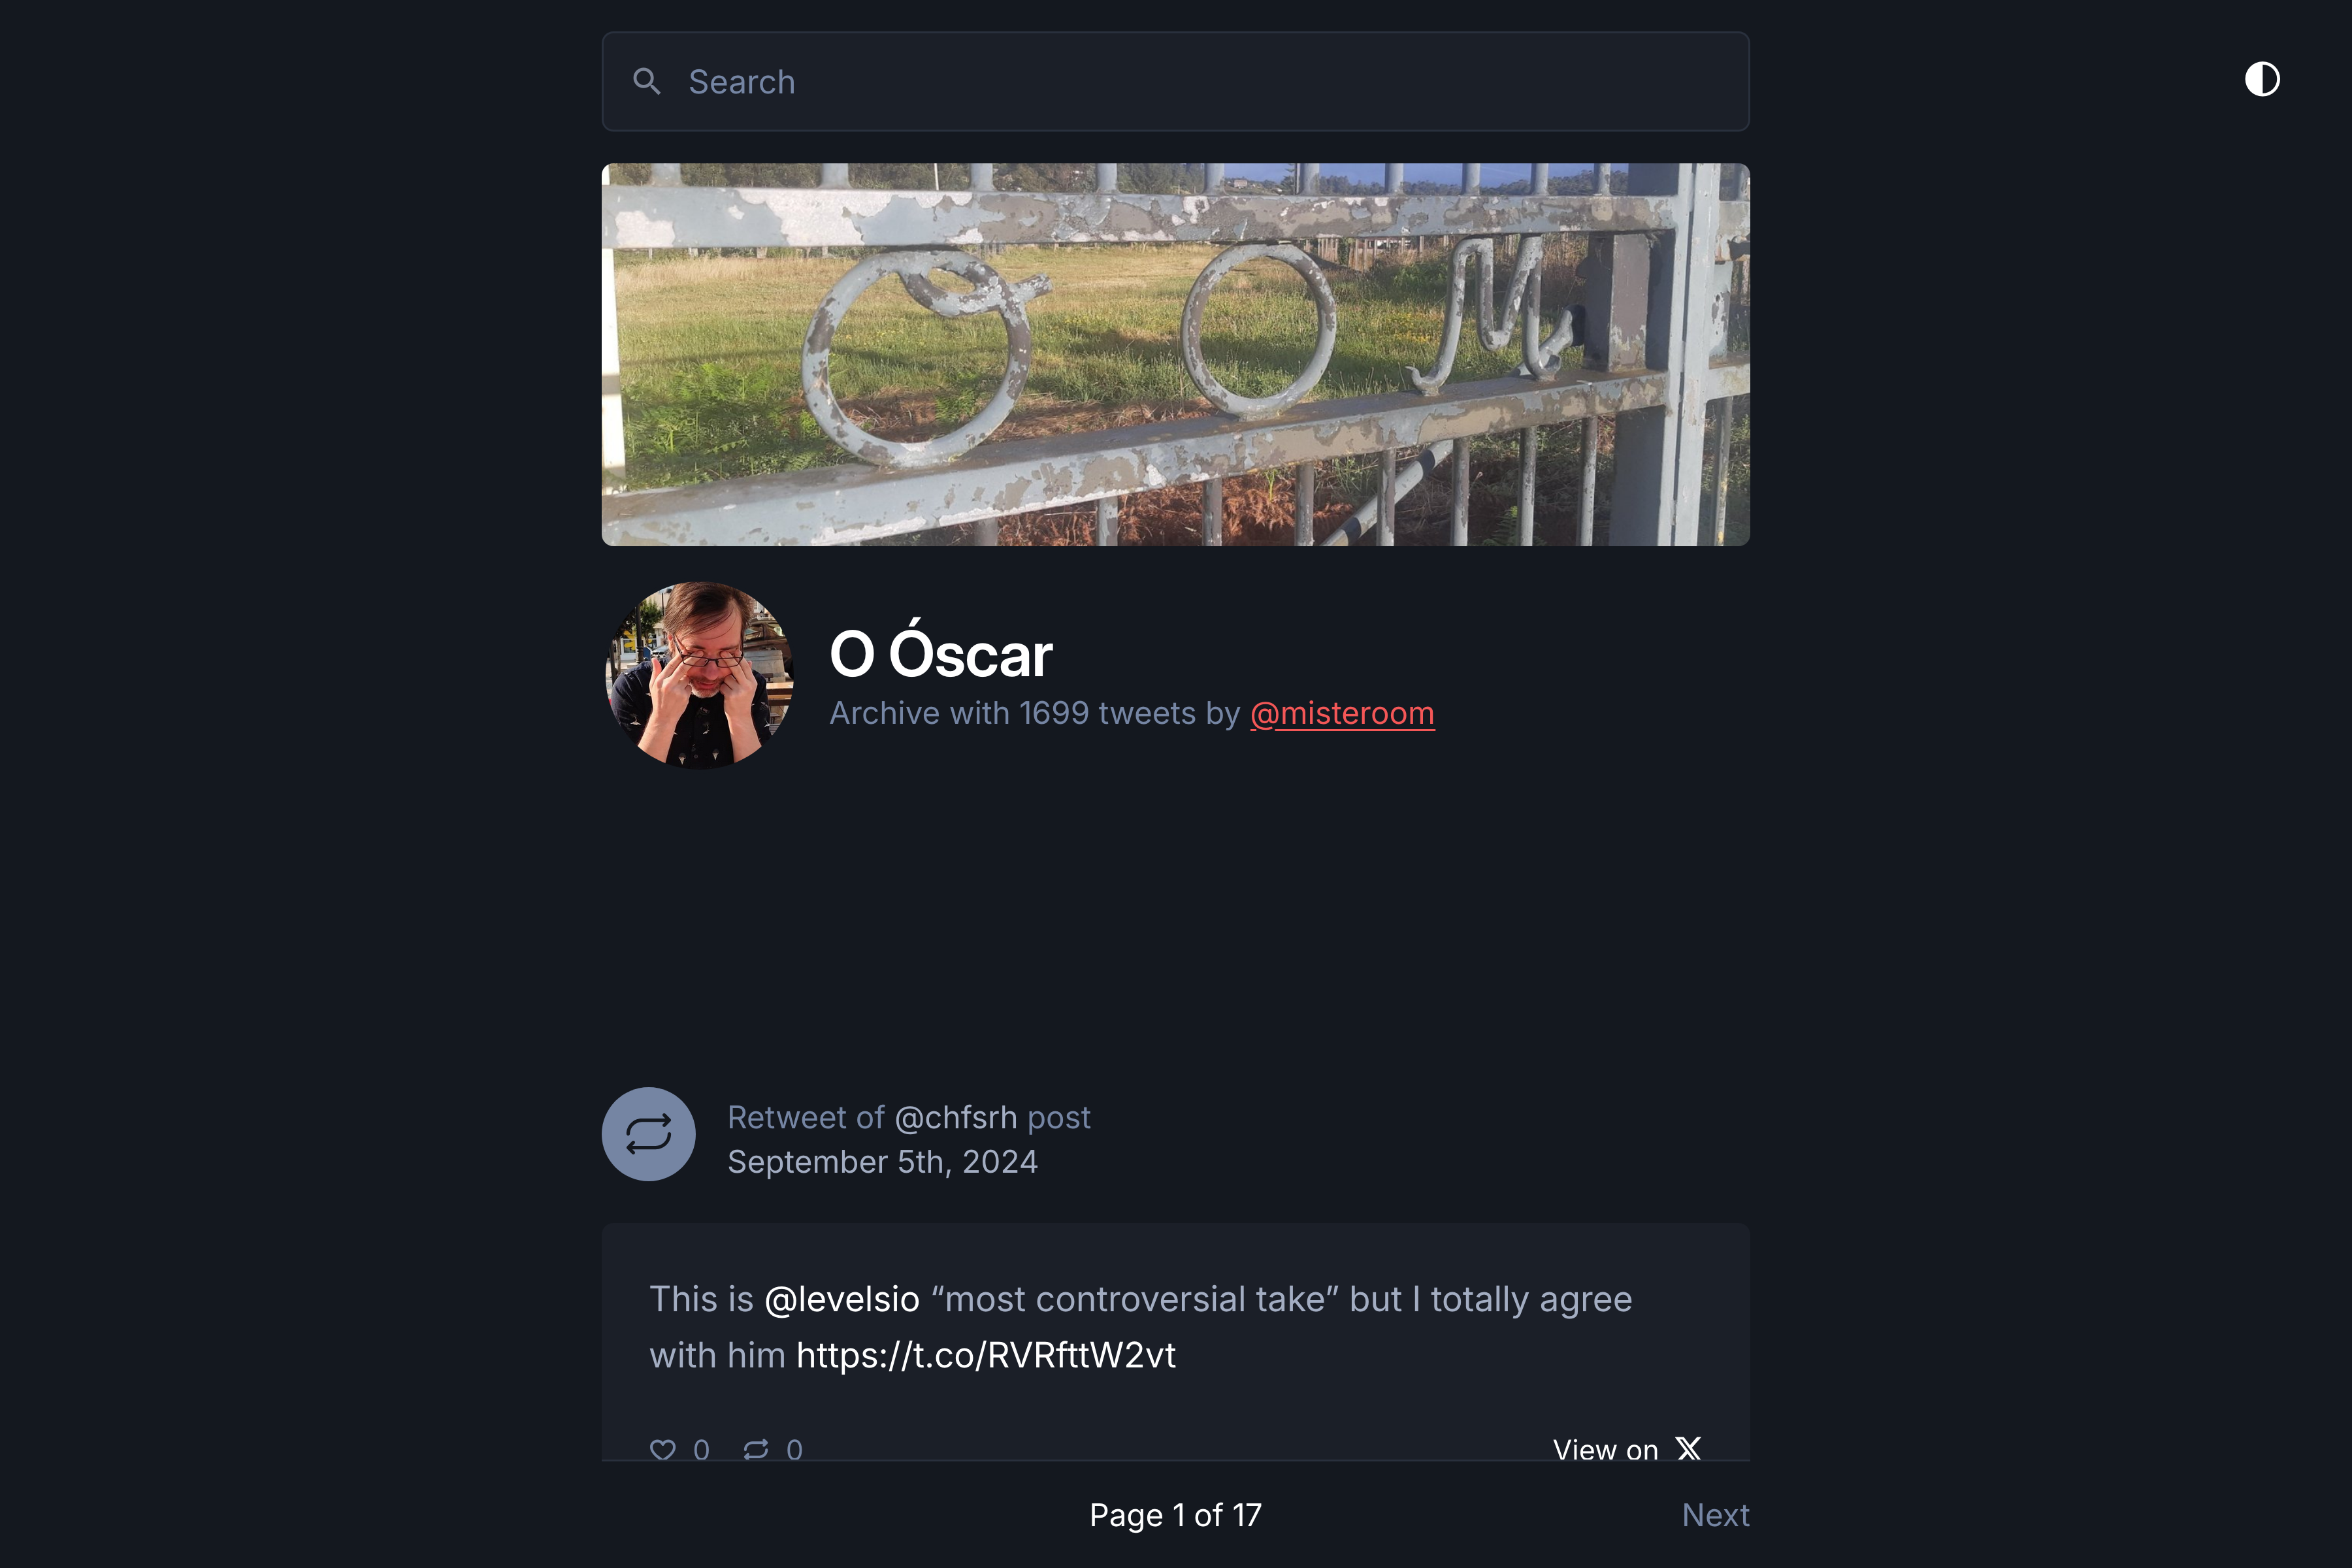 Search
O Óscar
Archive with 1699 tweets by @misteroom
Retweet of @chfsrh post
September 5th, 2024
This is @levelsio “most controversial take” but I totally agree
with him https://t.co/RVRfttW2vt
0 0 View on X
Page 1 of 17 Next